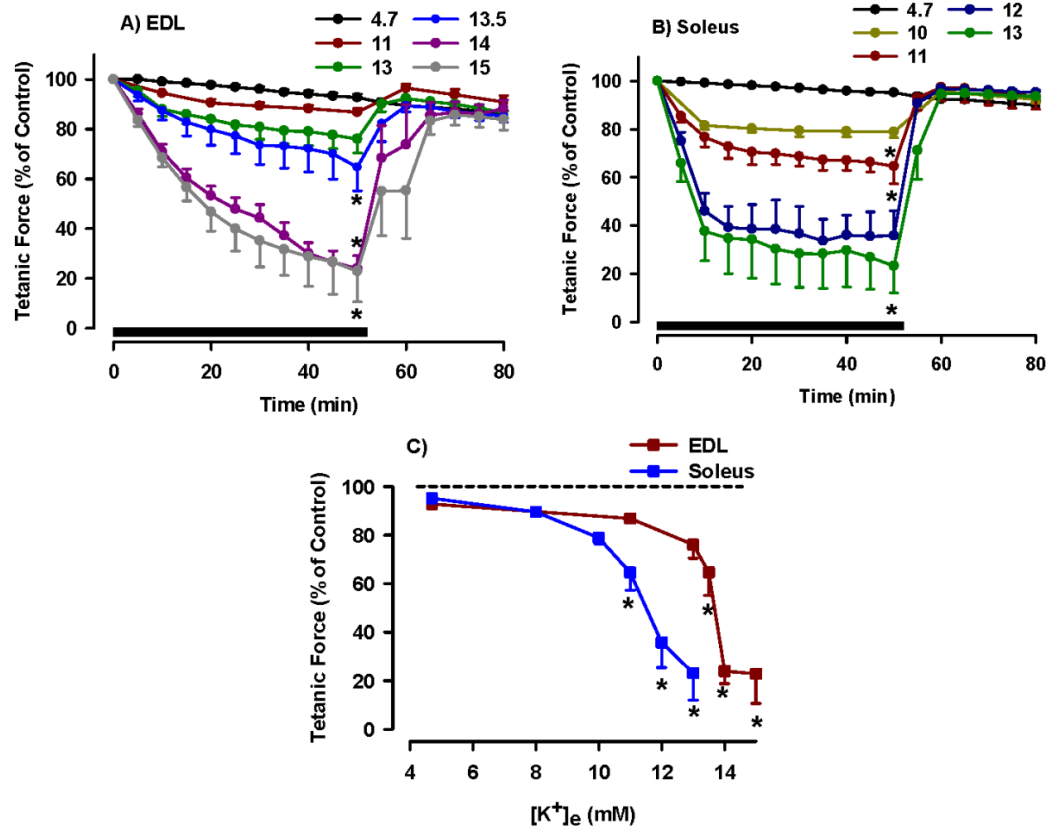 A) EDL
4.7 13.5
11 14
13 15
Tetanic Force (% of Control)
100
80
60
40
20
0
* * *
0 20 40 60 80
Time (min)
B) Soleus
4.7 12
10 13
11
Tetanic Force (% of Control)
100
80
60
40
20
0
* * *
0 20 40 60 80
Time (min)
C)
EDL
Soleus
Tetanic Force (% of Control)
100
80
60
40
20
0
* * * * * *
4 6 8 10 12 14
[K⁺]e (mM)